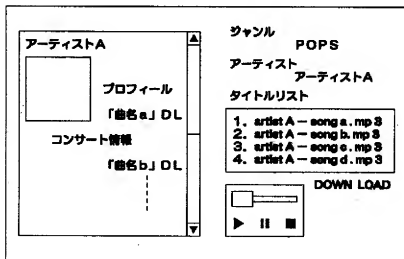 アーティストA
プロフィール
「曲名a」DL
コンサート情報
「曲名b」DL
ジャンル
POPS
アーティスト
アーティストA
タイトルリスト
1. artist A－song a.mp3
2. artist A－song b.mp3
3. artist A－song c.mp3
4. artist A－song d.mp3
DOWN LOAD